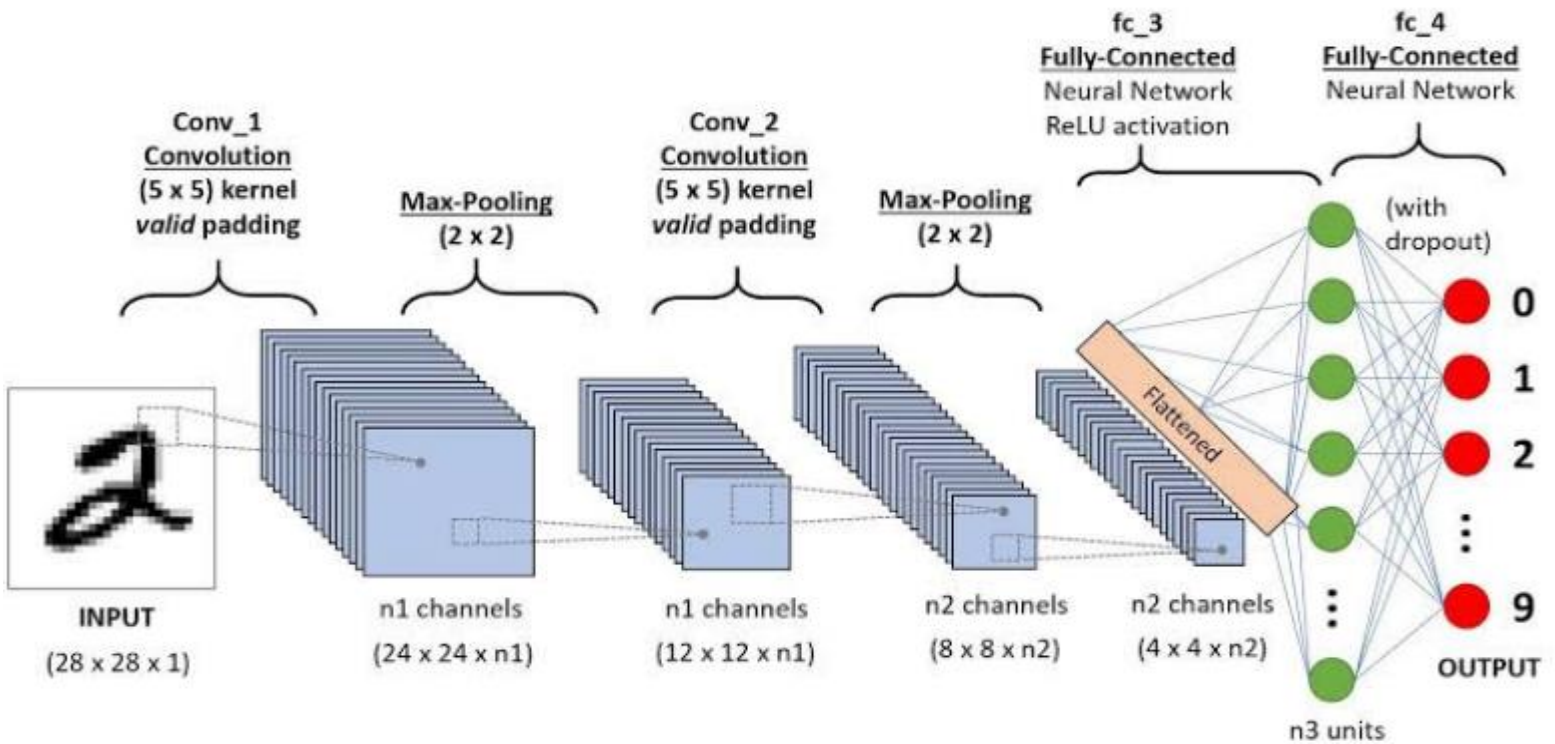 Conv_1
Convolution
(5 x 5) kernel
valid padding
Max-Pooling
(2 x 2)
Conv_2
Convolution
(5 x 5) kernel
valid padding
Max-Pooling
(2 x 2)
fc_3
Fully-Connected
Neural Network
ReLU activation
fc_4
Fully-Connected
Neural Network
(with
dropout)
Flattened
0
1
2
9
OUTPUT
INPUT
(28 x 28 x 1)
n1 channels
(24 x 24 x n1)
n1 channels
(12 x 12 x n1)
n2 channels
(8 x 8 x n2)
n2 channels
(4 x 4 x n2)
n3 units
2